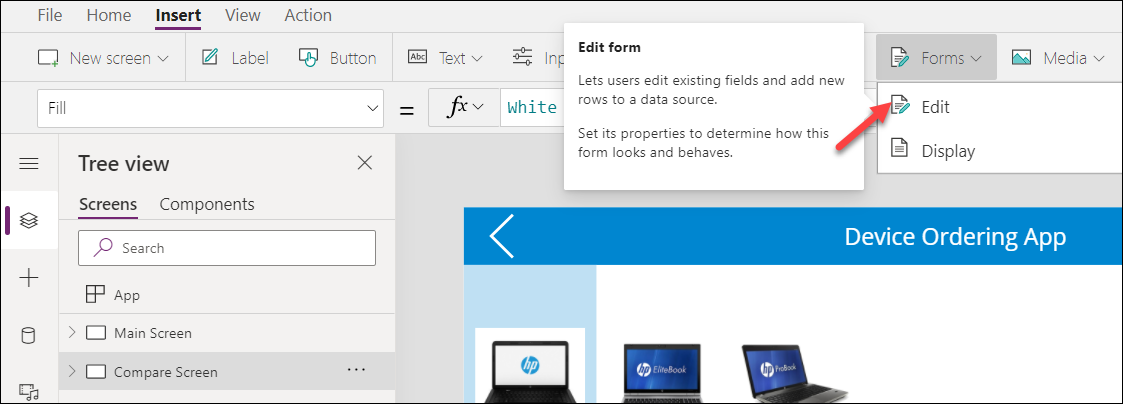 File Home Insert View Action
New screen Label Button Abc Text Inp Forms Media
Edit form
Lets users edit existing fields and add new
rows to a data source.
Set its properties to determine how this
form looks and behaves.
Edit
Display
Fill = fx White
Tree view
Screens Components
Search
App
Main Screen
Compare Screen ...
Device Ordering App
hp
hp EliteBook
hp ProBook